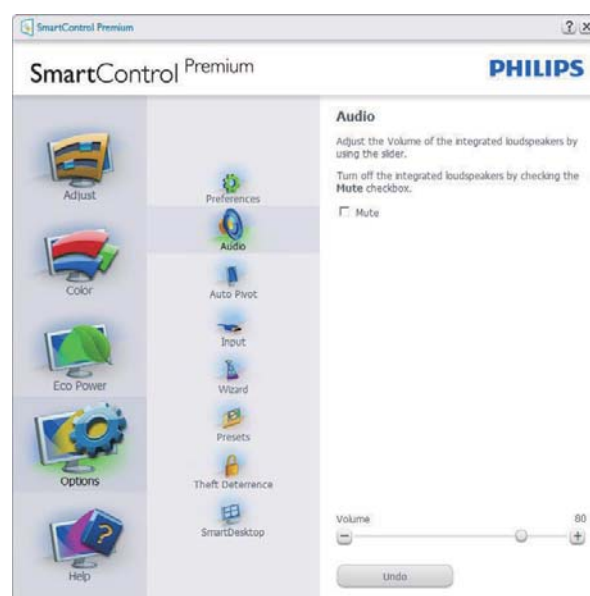 SmartControl Premium
SmartControl Premium
PHILIPS
Adjust
Color
Eco Power
Options
Help
Preferences
Audio
Auto Pivot
Input
Wizard
Presets
Theft Deterrence
SmartDesktop
Audio
Adjust the Volume of the integrated loudspeakers by
using the slider.
Turn off the integrated loudspeakers by checking the
Mute checkbox.
Mute
Volume 80
Undo